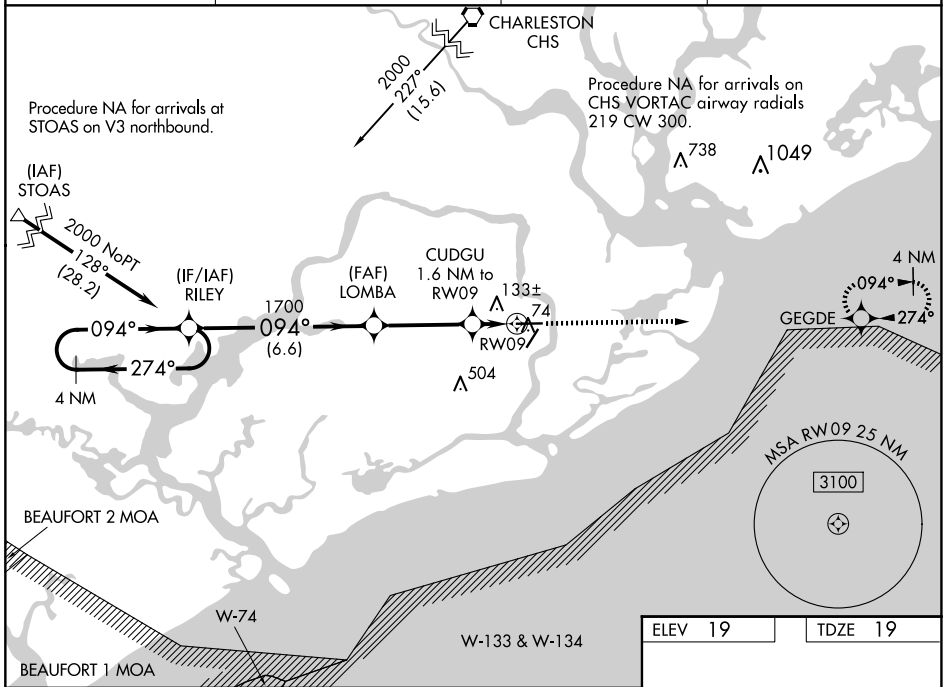 CHARLESTON
CHS
2000
227°
(15.6)
Procedure NA for arrivals at
STOAS on V3 northbound.
Procedure NA for arrivals on
CHS VORTAC airway radials
219 CW 300.
738
1049
(IAF)
STOAS
2000 NoPT
128°
(28.2)
(IF/IAF)
RILEY
1700
094°
(6.6)
(FAF)
LOMBA
CUDGU
1.6 NM to
RW09
133±
74
RW09
504
094°
274°
4 NM
4 NM
094°
274°
GEGDE
MSA RW09 25 NM
3100
BEAUFORT 2 MOA
W-74
W-133 & W-134
BEAUFORT 1 MOA
ELEV 19
TDZE 19